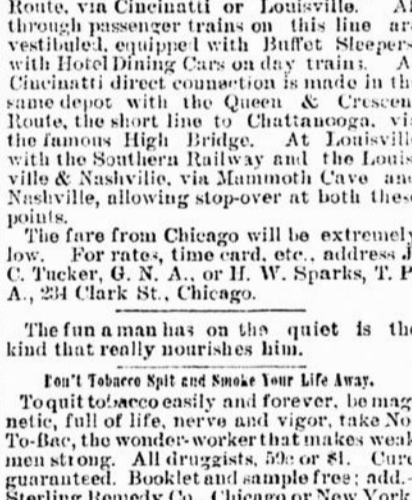 Route, via Cincinatti or Louisville. Al
through passenger trains on this line ar
vestibuled, equipped with Buffet Sleepers
with Hotel Dining Cars on day trains. A
Cincinatti direct connection is made in the
same depot with the Queen & Crescen
Route, the short line to Chattanooga, via
the famous High Bridge. At Louisville
with the Southern Railway and the Louis
ville & Nashville, via Mammoth Cave and
Nashville, allowing stop-over at both these
points.
The fare from Chicago will be extremely
low. For rates, time card, etc., address J
C. Tucker, G. N. A., or H. W. Sparks, T. P
A., 234 Clark St., Chicago.
The fun a man has on the quiet is the
kind that really nourishes him.
Don't Tobacco Spit and Smoke Your Life Away.
To quit tobacco easily and forever, be mag
netic, full of life, nerve and vigor, take No-
To-Bac, the wonder-worker that makes weak
men strong. All druggists, 50c or $1. Cure
guaranteed. Booklet and sample free; add.
Sterling Remedy Co., Chicago or New York